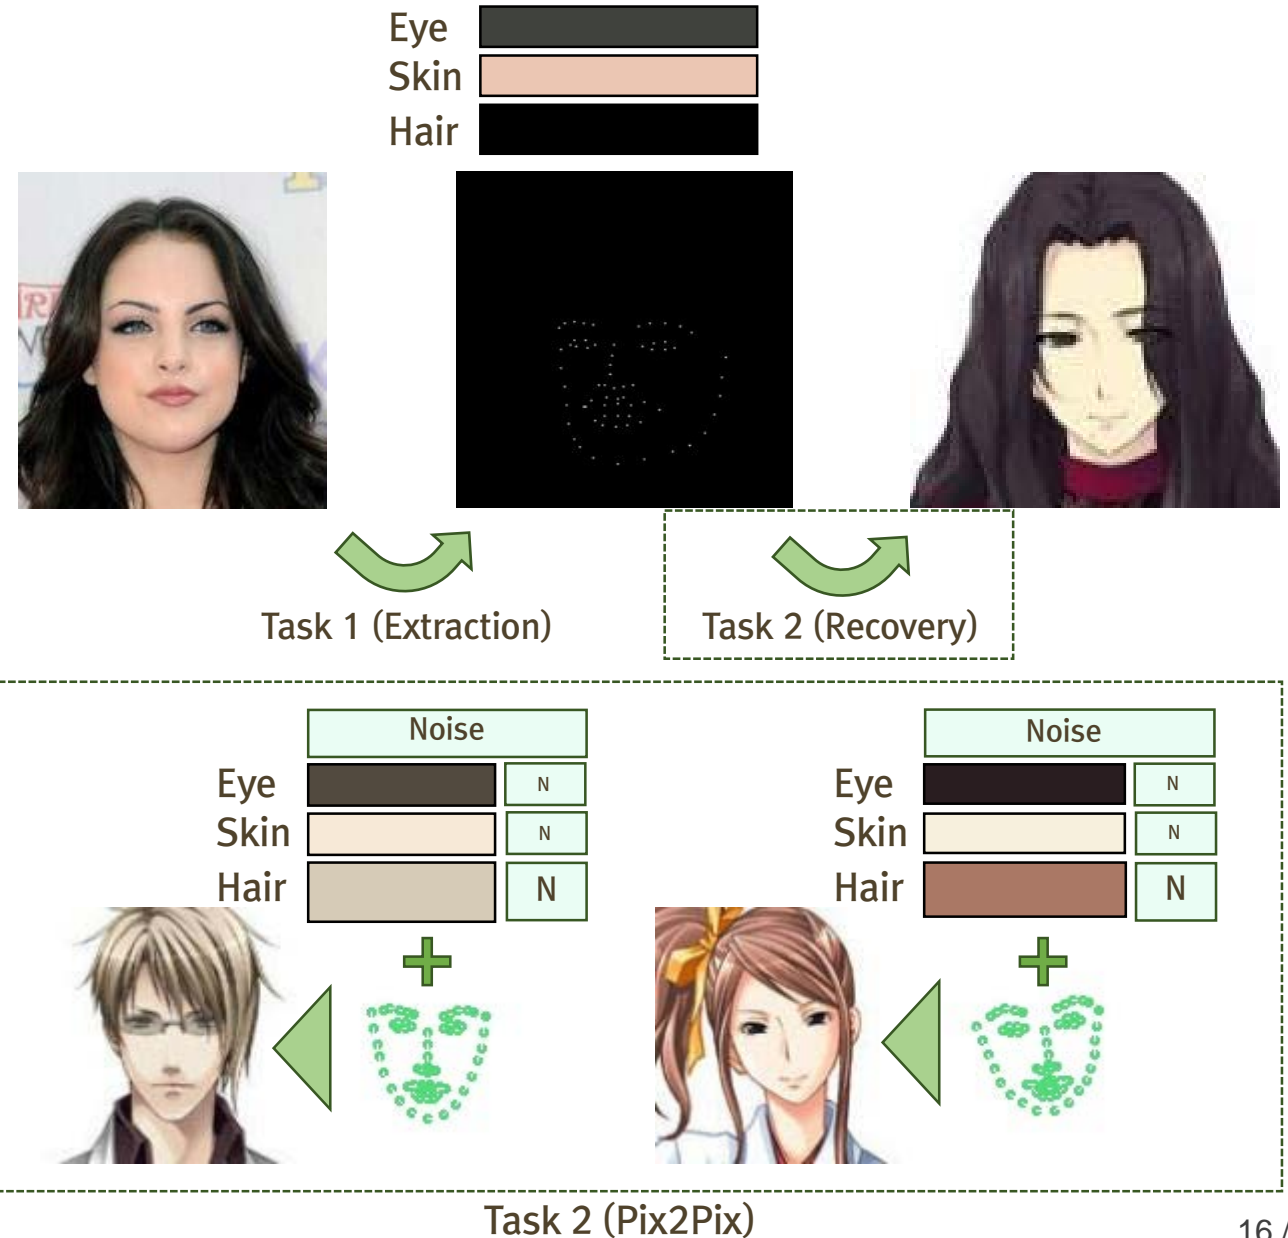 Eye
Skin
Hair
Task 1 (Extraction)
Task 2 (Recovery)
Noise
Eye
N
Skin
N
Hair
N
Noise
Eye
N
Skin
N
Hair
N
Task 2 (Pix2Pix)
16 /